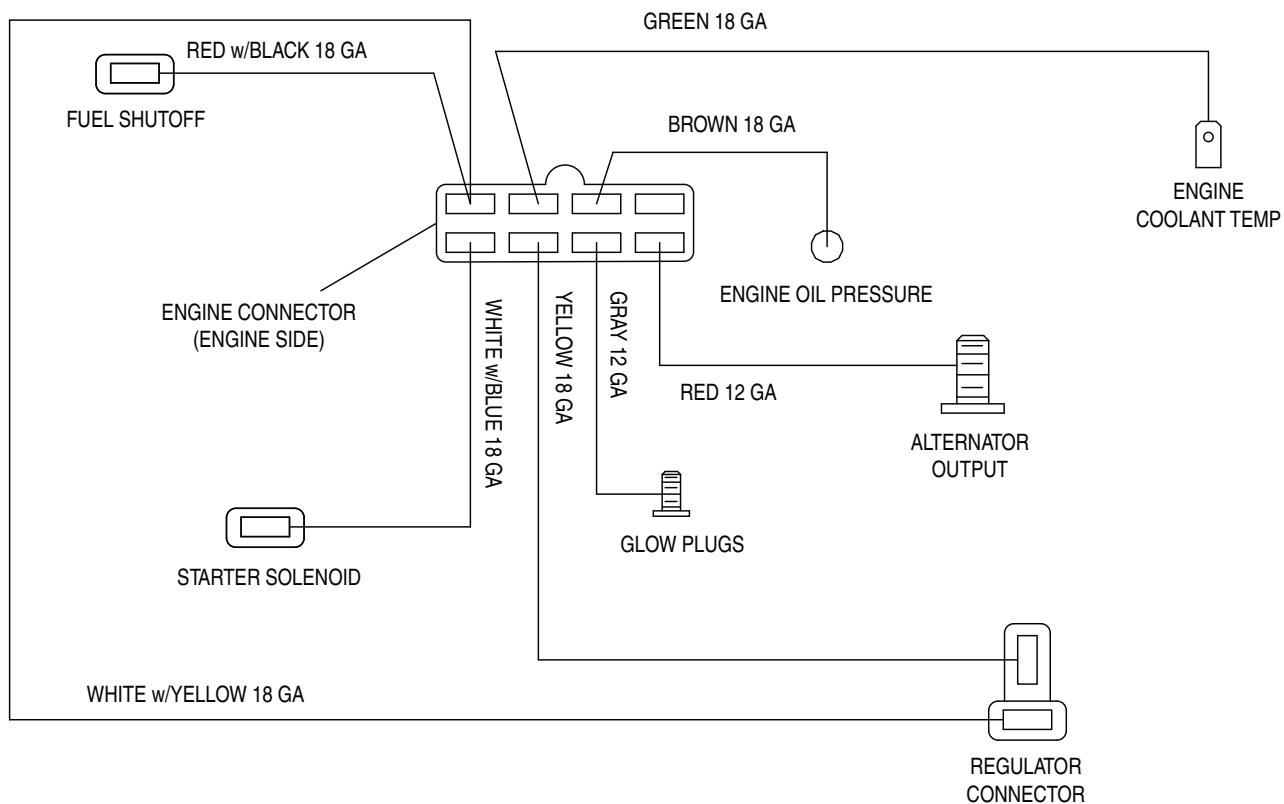 GREEN 18 GA
RED w/BLACK 18 GA
FUEL SHUTOFF
BROWN 18 GA
ENGINE
COOLANT TEMP
ENGINE CONNECTOR
(ENGINE SIDE)
ENGINE OIL PRESSURE
WHITE w/BLUE 18 GA
YELLOW 18 GA
GRAY 12 GA
RED 12 GA
ALTERNATOR
OUTPUT
GLOW PLUGS
STARTER SOLENOID
WHITE w/YELLOW 18 GA
REGULATOR
CONNECTOR